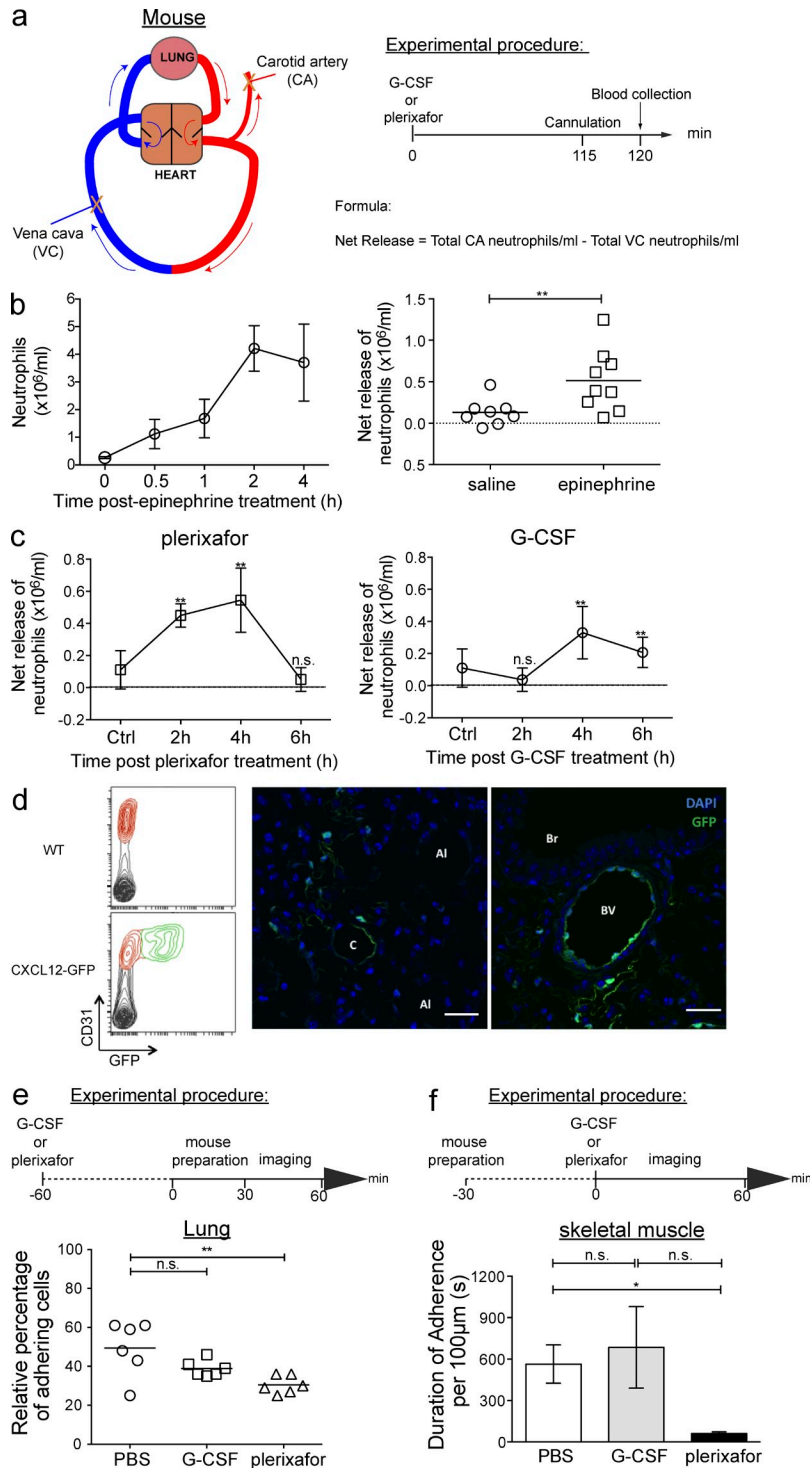 a
Mouse
LUNG
Carotid artery
(CA)
HEART
Vena cava
(VC)
Experimental procedure:
G-CSF
or
plerixafor
Blood collection
Cannulation
min
0
115
120
Formula:
Net Release = Total CA neutrophils/ml - Total VC neutrophils/ml
b
Neutrophils
(x10⁶/ml)
6
5
4
3
2
1
0
0
0.5
1
2
4
Time post-epinephrine treatment (h)
Net release of
neutrophils (x10⁶/ml)
1.5
1.0
0.5
0.0
0.5
**
saline
epinephrine
c
plerixafor
Net release of
neutrophils (x10⁶/ml)
0.8
0.6
0.4
0.2
0.0
-0.2
**
**
n.s.
Ctrl
2h
4h
6h
Time post plerixafor treatment (h)
G-CSF
Net release of
neutrophils (x10⁶/ml)
0.8
0.6
0.4
0.2
0.0
-0.2
n.s.
**
**
Ctrl
2h
4h
6h
Time post G-CSF treatment (h)
d
WT
CXCL12-GFP
CD31
GFP
Al
C
Al
DAPI
GFP
Br
BV
e
Experimental procedure:
G-CSF
or
plerixafor
mouse
preparation
imaging
min
-60
0
30
60
Lung
Relative percentage
of adhering cells
100
80
60
40
20
0
**
n.s.
PBS
G-CSF
plerixafor
f
Experimental procedure:
G-CSF
or
plerixafor
mouse
preparation
imaging
min
-30
0
60
skeletal muscle
Duration of Adherence
per 100µm (s)
1200
900
600
300
0
n.s.
n.s.
*
PBS
G-CSF
plerixafor